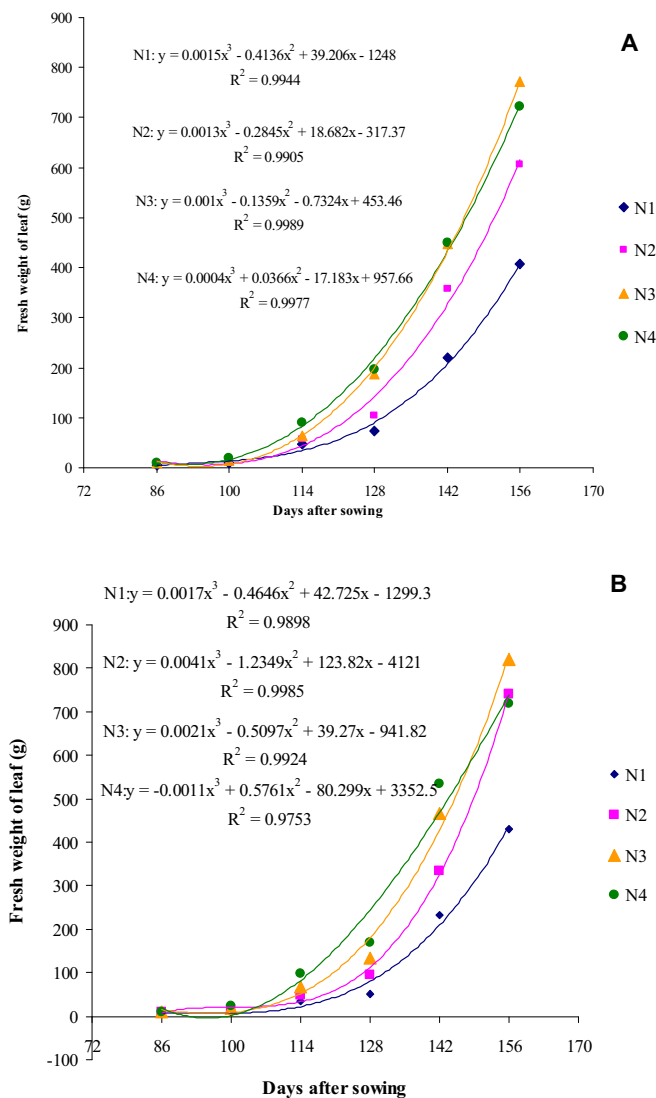 900
A
N1: y = 0.0015x³ - 0.4136x² + 39.206x - 1248
R² = 0.9944
800
700
N2: y = 0.0013x³ - 0.2845x² + 18.682x - 317.37
R² = 0.9905
600
N3: y = 0.001x³ - 0.1359x² - 0.7324x + 453.46
R² = 0.9989
500
N4: y = 0.0004x³ + 0.0366x² - 17.183x + 957.66
R² = 0.9977
400
300
200
100
0
Fresh weight of leaf (g)
N1
N2
N3
N4
72 86 100 114 128 142 156 170
Days after sowing
B
N1:y = 0.0017x³ - 0.4646x² + 42.725x - 1299.3
R² = 0.9898
900
N2: y = 0.0041x³ - 1.2349x² + 123.82x - 4121
R² = 0.9985
800
700
N3: y = 0.0021x³ - 0.5097x² + 39.27x - 941.82
R² = 0.9924
600
N4:y = -0.0011x³ + 0.5761x² - 80.299x + 3352.5
R² = 0.9753
500
400
300
200
100
0
-100
Fresh weight of leaf (g)
N1
N2
N3
N4
72 86 100 114 128 142 156 170
Days after sowing